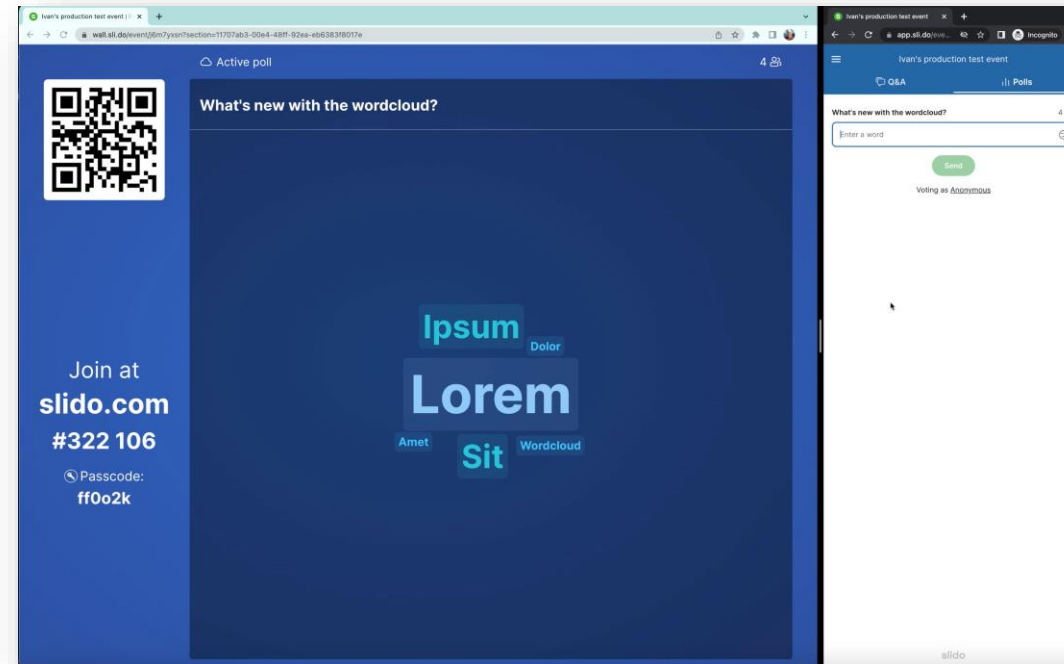 Ivan's production test event | P
wall.sli.do/event/j6m7yxsn?section=11707ab3-00e4-48ff-92ea-eb6383f8017e
Active poll
4
What's new with the wordcloud?
Ipsum
Dolor
Lorem
Amet
Sit
Wordcloud
Join at
slido.com
#322 106
Passcode:
ff0o2k
Ivan's production test event
app.sli.do/eve...
Incognito
Ivan's production test event
Q&A
Polls
What's new with the wordcloud?
4
Enter a word
Send
Voting as Anonymous
slido